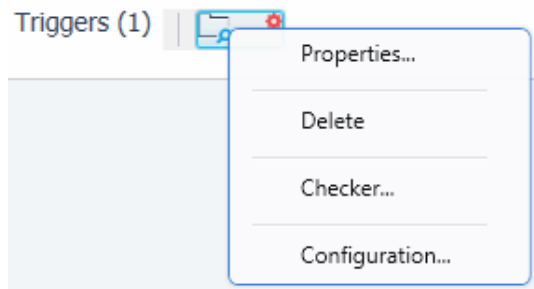 Triggers (1)
Properties...
Delete
Checker...
Configuration...